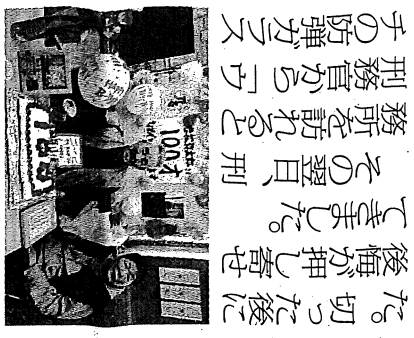 た。切った後に
後悔が押し寄せ
てきました。
その翌日、刑
務所を訪れると
刑務官から「ウ
チの防弾ガラス
100才